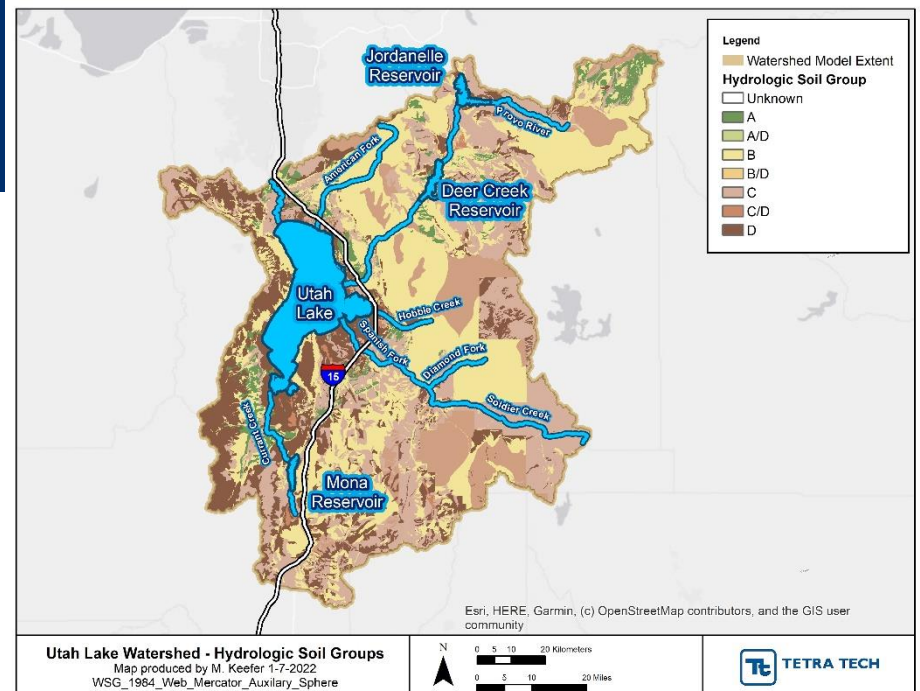 Jordanelle
Reservoir
Provo River
American Fork
Deer Creek
Reservoir
Utah
Lake
Hobble Creek
Spanish Fork
Diamond Fork
15
Soldier Creek
Currant Creek
Mona
Reservoir
Legend
Watershed Model Extent
Hydrologic Soil Group
Unknown
A
A/D
B
B/D
C
C/D
D
Esri, HERE, Garmin, (c) OpenStreetMap contributors, and the GIS user
community
Utah Lake Watershed - Hydrologic Soil Groups
Map produced by M. Keefer 1-7-2022
WSG_1984_Web_Mercator_Auxilary_Sphere
N
0 5 10 20 Kilometers
0 5 10 20 Miles
Tt TETRA TECH